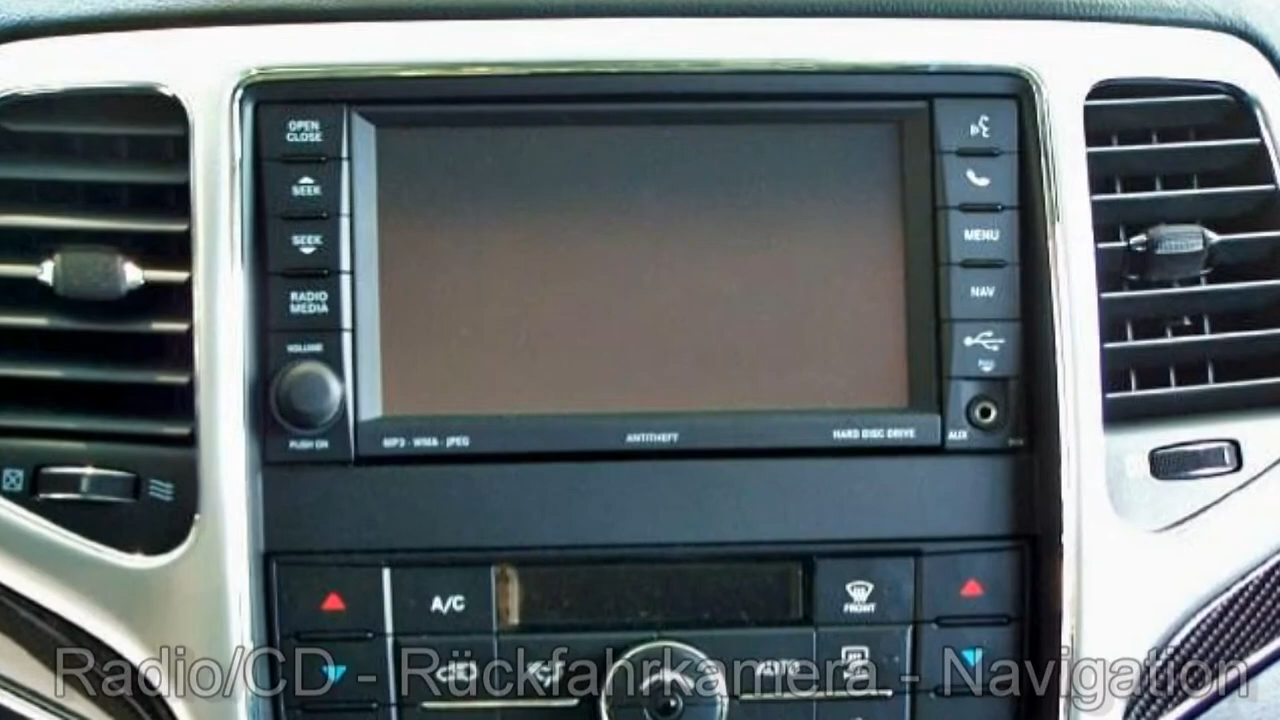 OPEN
CLOSE
SEEK
SEEK
RADIO
MEDIA
VOLUME
PUSH ON
MENU
NAV
AUX
MP3 - WMA - JPEG
ANTITHEFT
HARD DISC DRIVE
A/C
FRONT
AUTO
Radio/CD - Rückfahrkamera - Navigation